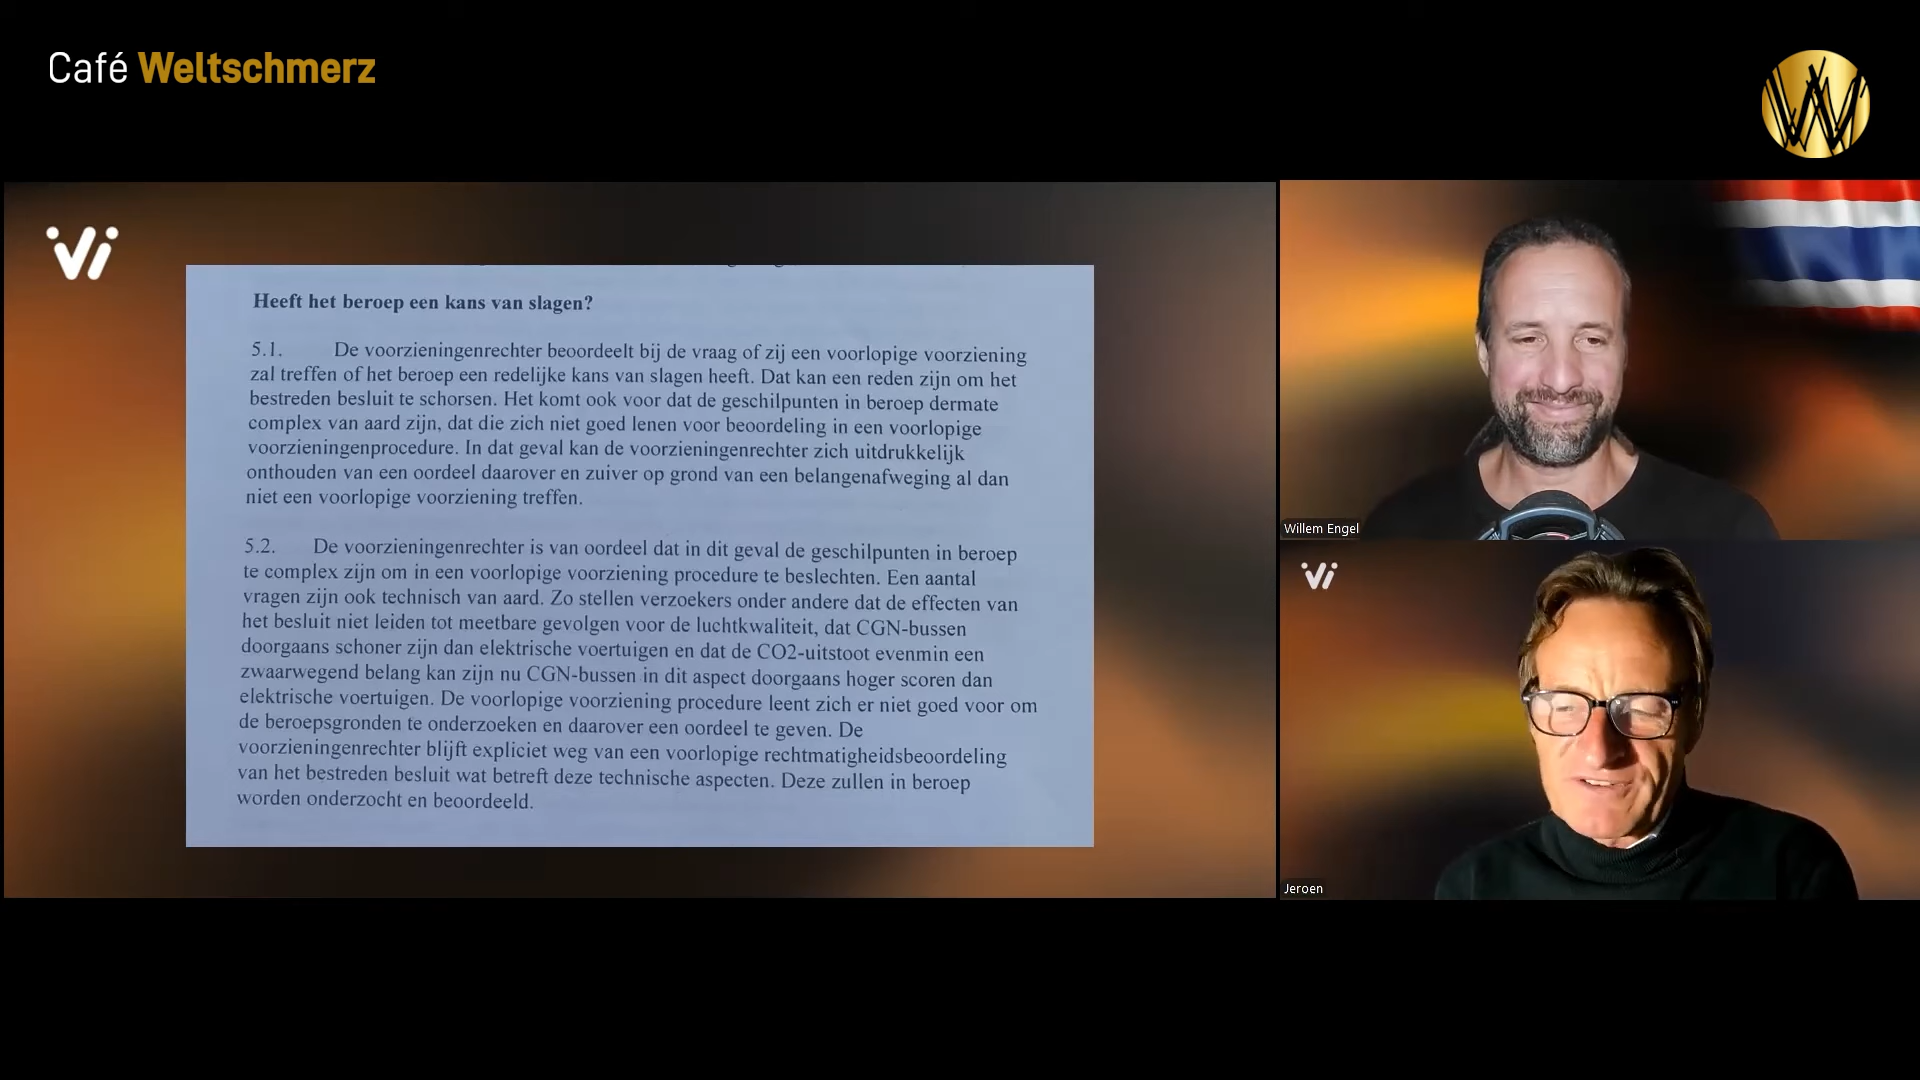 Café Weltschmerz
Heeft het beroep een kans van slagen?
5.1. De voorzieningenrechter beoordeelt bij de vraag of zij een voorlopige voorziening
zal treffen of het beroep een redelijke kans van slagen heeft. Dat kan een reden zijn om het
bestreden besluit te schorsen. Het komt ook voor dat de geschilpunten in beroep dermate
complex van aard zijn, dat die zich niet goed lenen voor beoordeling in een voorlopige
voorzieningenprocedure. In dat geval kan de voorzieningenrechter zich uitdrukkelijk
onthouden van een oordeel daarover en zuiver op grond van een belangenafweging al dan
niet een voorlopige voorziening treffen.
5.2. De voorzieningenrechter is van oordeel dat in dit geval de geschilpunten in beroep
te complex zijn om in een voorlopige voorziening procedure te beslechten. Een aantal
vragen zijn ook technisch van aard. Zo stellen verzoekers onder andere dat de effecten van
het besluit niet leiden tot meetbare gevolgen voor de luchtkwaliteit, dat CGN-bussen
doorgaans schoner zijn dan elektrische voertuigen en dat de CO2-uitstoot evenmin een
zwaarwegend belang kan zijn nu CGN-bussen in dit aspect doorgaans hoger scoren dan
elektrische voertuigen. De voorlopige voorziening procedure leent zich er niet goed voor om
de beroepsgronden te onderzoeken en daarover een oordeel te geven. De
voorzieningenrechter blijft expliciet weg van een voorlopige rechtmatigheidsbeoordeling
van het bestreden besluit wat betreft deze technische aspecten. Deze zullen in beroep
worden onderzocht en beoordeeld.
Willem Engel
Jeroen